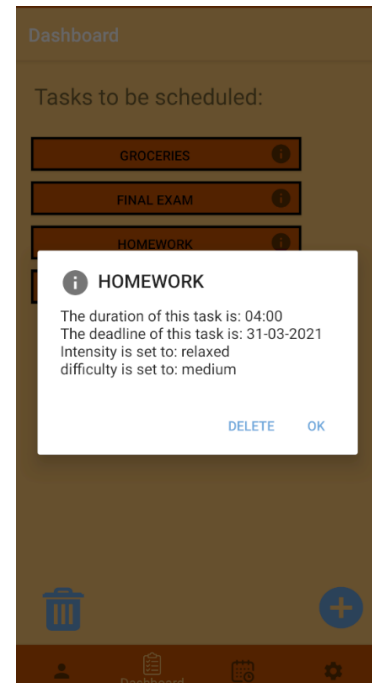 Dashboard
Tasks to be scheduled:
GROCERIES
FINAL EXAM
HOMEWORK
HOMEWORK
The duration of this task is: 04:00
The deadline of this task is: 31-03-2021
Intensity is set to: relaxed
difficulty is set to: medium
DELETE OK
Dashboard